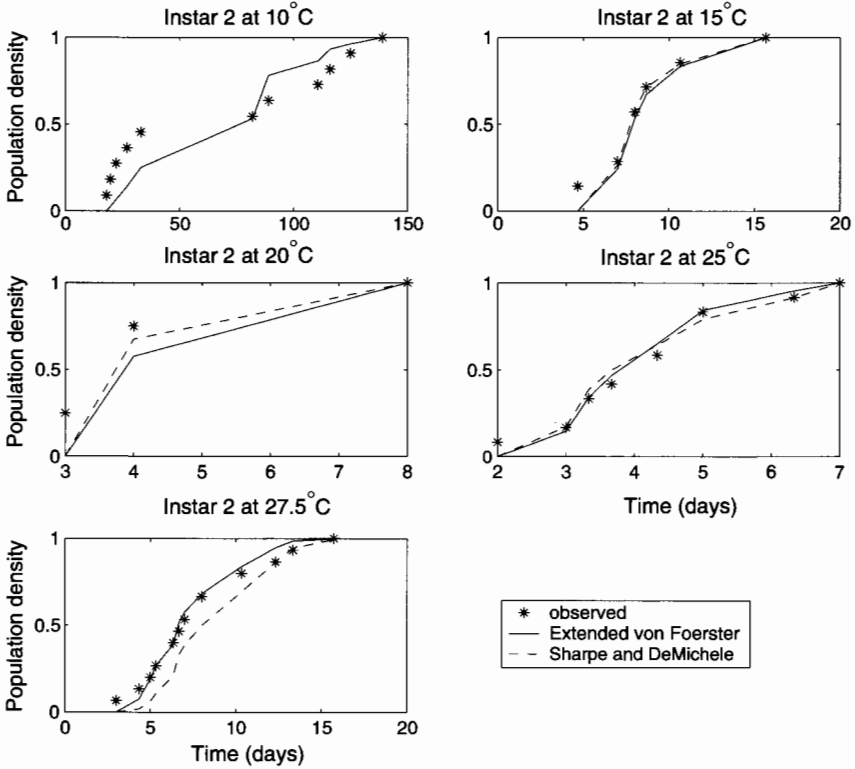 Instar 2 at 10°C
Population density
1
0.5
0
0 50 100 150
Instar 2 at 15°C
1
0.5
0
0 5 10 15 20
Instar 2 at 20°C
Population density
1
0.5
0
3 4 5 6 7 8
Instar 2 at 25°C
1
0.5
0
2 3 4 5 6 7
Time (days)
Instar 2 at 27.5°C
Population density
1
0.5
0
0 5 10 15 20
Time (days)
observed
Extended von Foerster
Sharpe and DeMichele